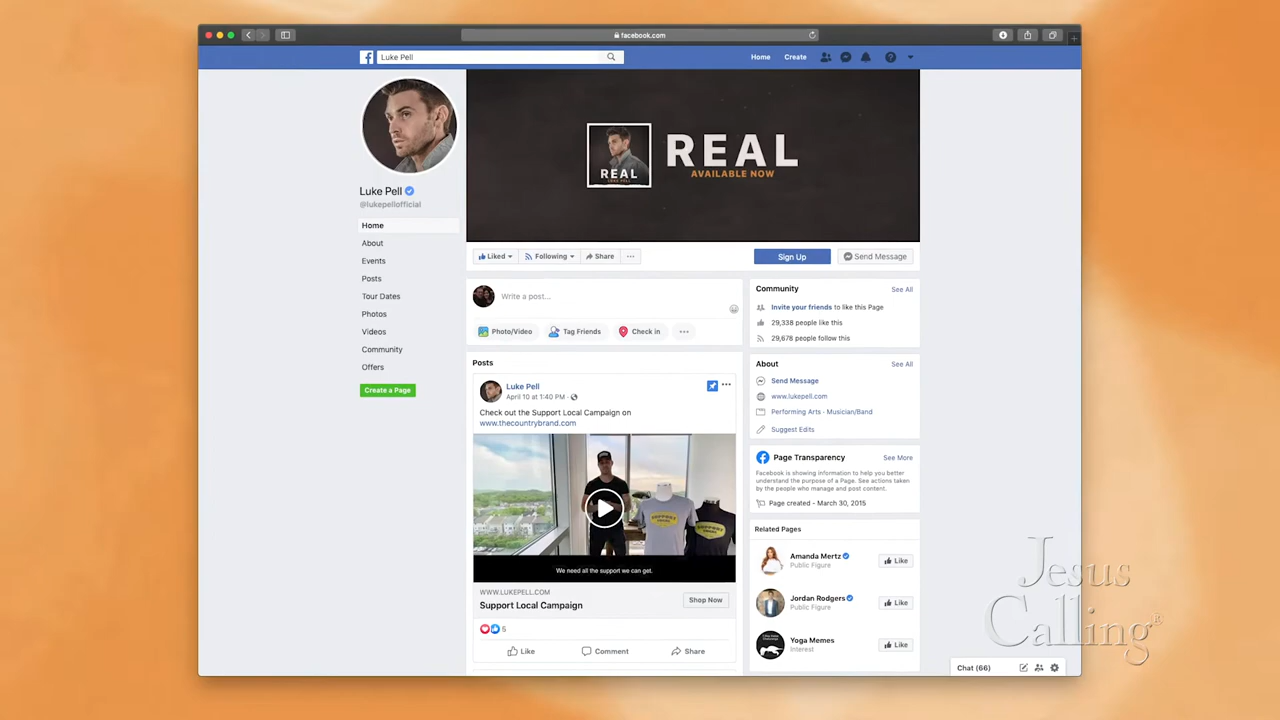 facebook.com
Luke Pell
Home
Create
REAL
LUKE PELL
REAL
AVAILABLE NOW
Luke Pell
@lukepellofficial
Home
About
Events
Posts
Tour Dates
Photos
Videos
Community
Offers
Create a Page
Liked
Following
Share
Sign Up
Send Message
Write a post...
Photo/Video
Tag Friends
Check in
Posts
Luke Pell
April 10 at 1:40 PM ·
Check out the Support Local Campaign on
www.thecountrybrand.com
We need all the support we can get.
WWW.LUKEPELL.COM
Support Local Campaign
Shop Now
6
Like
Comment
Share
Community
See All
Invite your friends to like this Page
29,338 people like this
29,678 people follow this
About
See All
Send Message
www.lukepell.com
Performing Arts · Musician/Band
Suggest Edits
Page Transparency
See More
Facebook is showing information to help you better
understand the purpose of a Page. See actions taken
by the people who manage and post content.
Page created - March 30, 2015
Related Pages
Amanda Mertz
Public Figure
Like
Jordan Rodgers
Public Figure
Like
Yoga Memes
Interest
Like
Chat (66)
Jesus
Calling®